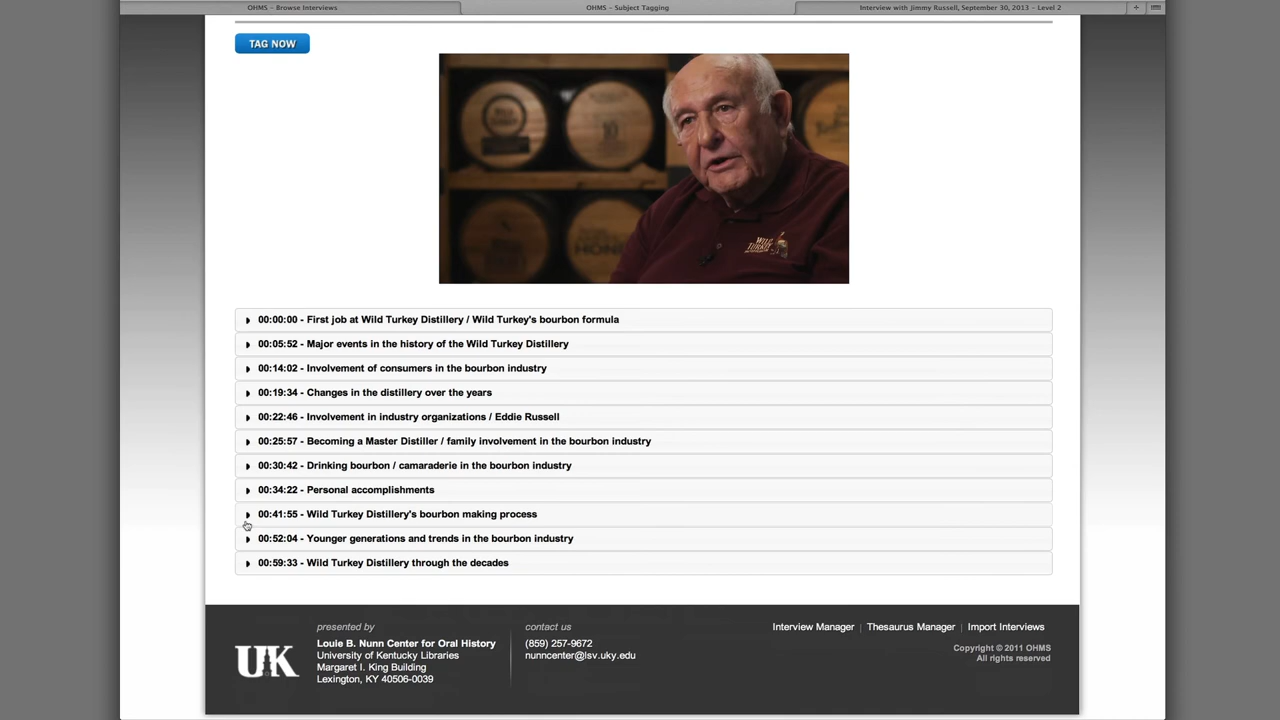 OHMS - Browse Interviews
OHMS - Subject Tagging
Interview with Jimmy Russell, September 30, 2013 - Level 2
TAG NOW
10
WILD
TURKEY
00:00:00 - First job at Wild Turkey Distillery / Wild Turkey's bourbon formula
00:05:52 - Major events in the history of the Wild Turkey Distillery
00:14:02 - Involvement of consumers in the bourbon industry
00:19:34 - Changes in the distillery over the years
00:22:46 - Involvement in industry organizations / Eddie Russell
00:25:57 - Becoming a Master Distiller / family involvement in the bourbon industry
00:30:42 - Drinking bourbon / camaraderie in the bourbon industry
00:34:22 - Personal accomplishments
00:41:55 - Wild Turkey Distillery's bourbon making process
00:52:04 - Younger generations and trends in the bourbon industry
00:59:33 - Wild Turkey Distillery through the decades
UK
presented by
Louie B. Nunn Center for Oral History
University of Kentucky Libraries
Margaret I. King Building
Lexington, KY 40506-0039
contact us
(859) 257-9672
nunncenter@lsv.uky.edu
Interview Manager | Thesaurus Manager | Import Interviews
Copyright © 2011 OHMS
All rights reserved